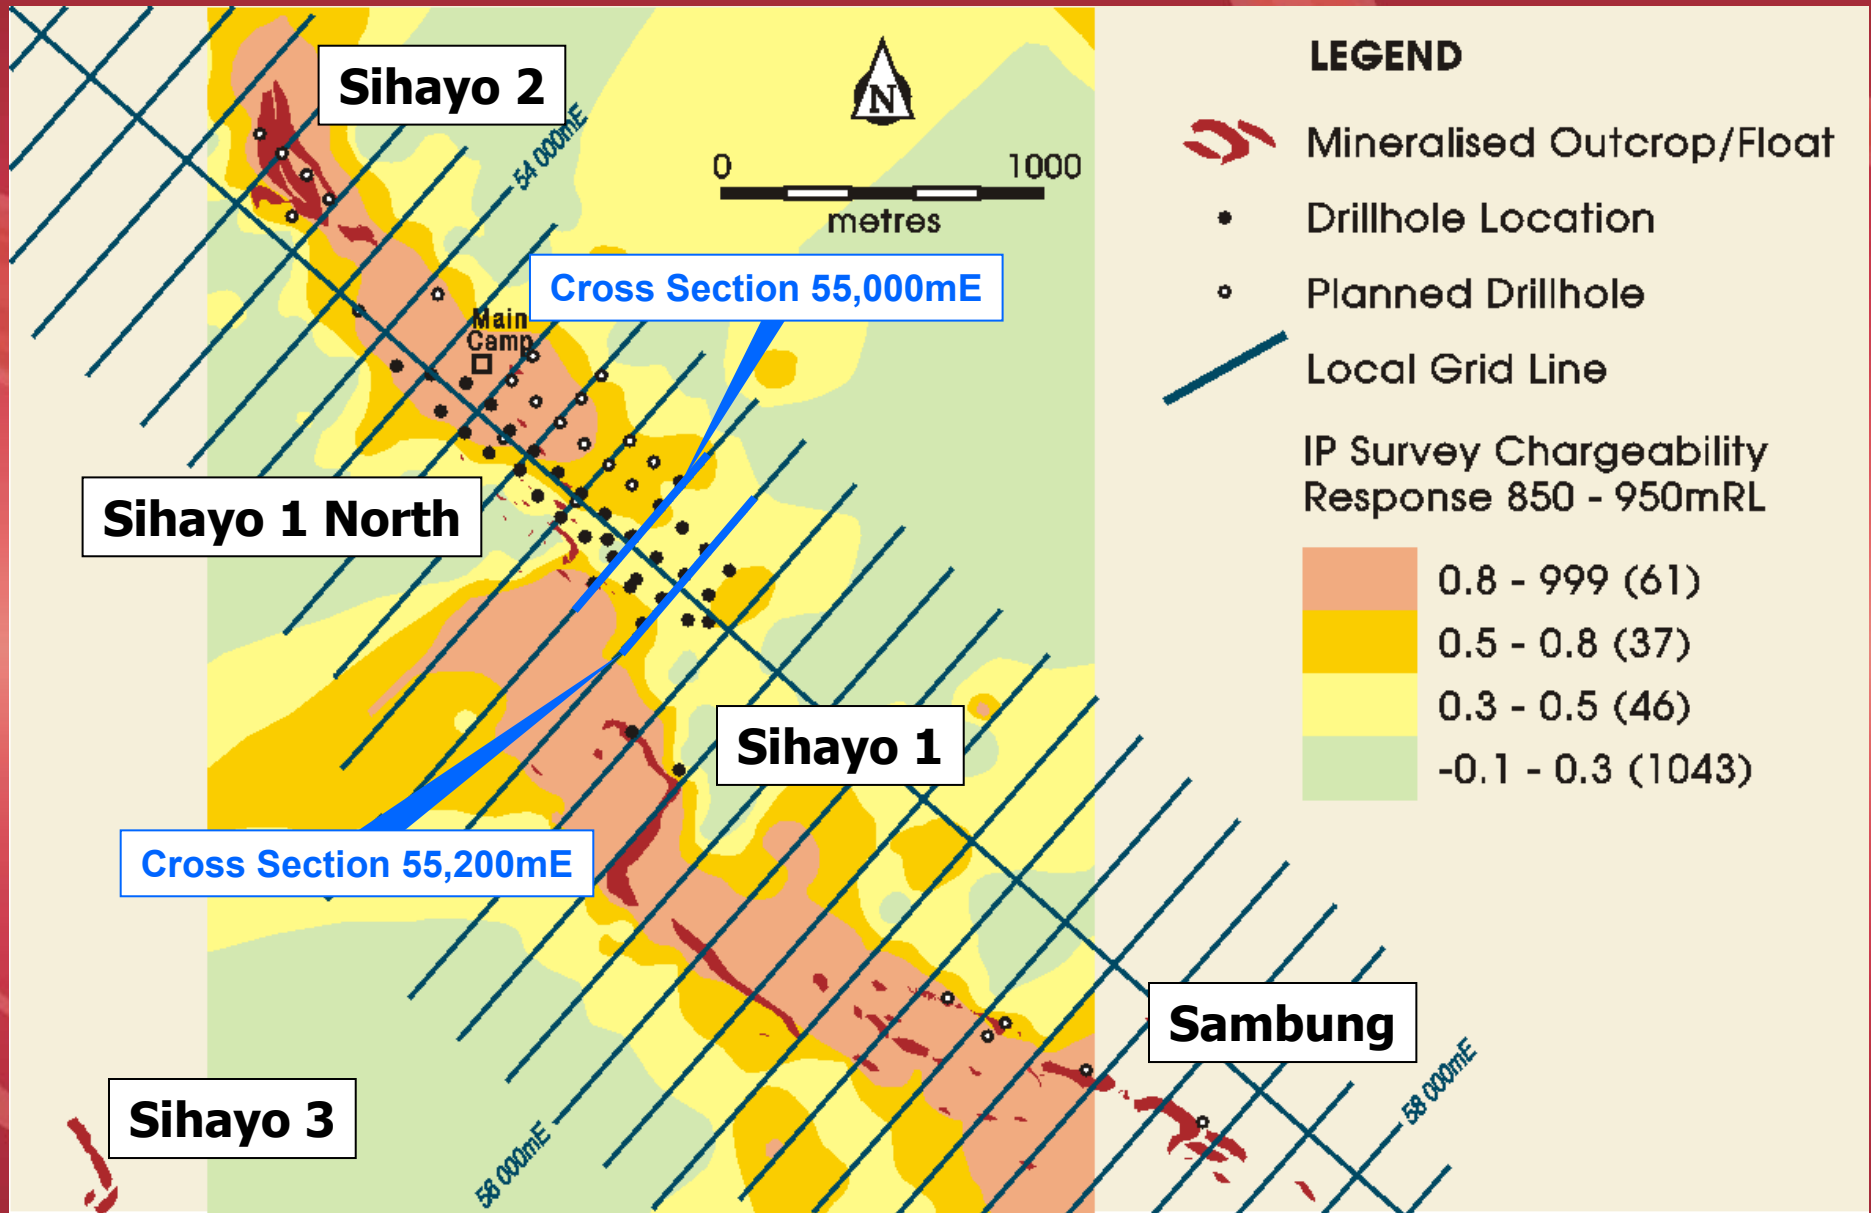 Sihayo 2
54 000mE
N
0 1000
metres
Cross Section 55,000mE
Main
Camp
Sihayo 1 North
Sihayo 1
Cross Section 55,200mE
Sambung
Sihayo 3
56 000mE
58 000mE
LEGEND
Mineralised Outcrop/Float
Drillhole Location
Planned Drillhole
Local Grid Line
IP Survey Chargeability
Response 850 - 950mRL
0.8 - 999 (61)
0.5 - 0.8 (37)
0.3 - 0.5 (46)
-0.1 - 0.3 (1043)